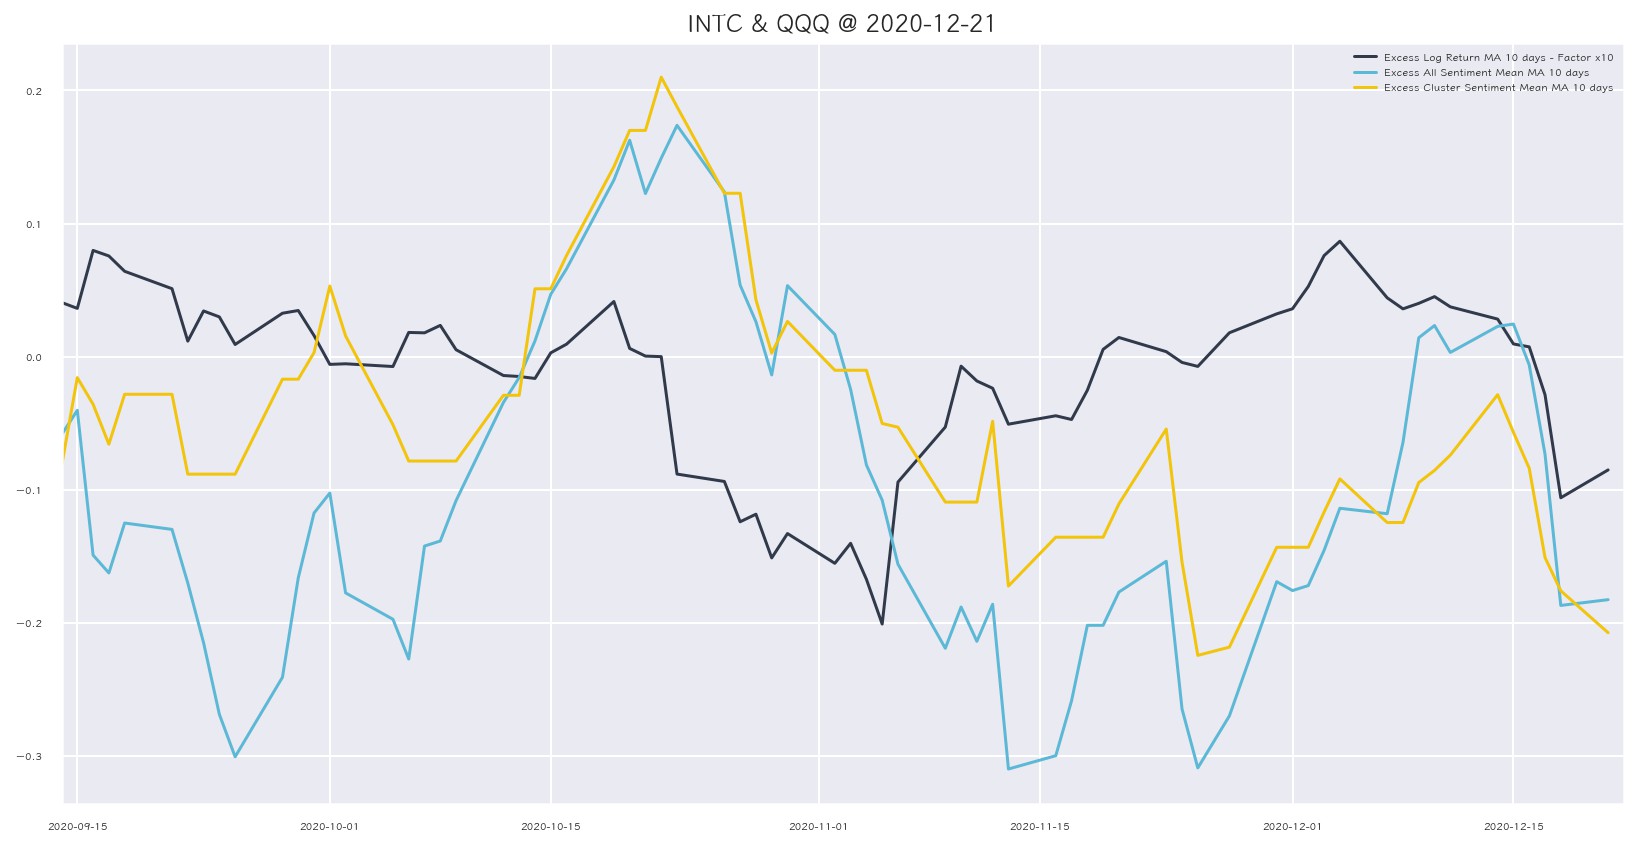 INTC & QQQ @ 2020-12-21
Excess Log Return MA 10 days - Factor x10
Excess All Sentiment Mean MA 10 days
Excess Cluster Sentiment Mean MA 10 days
0.2
0.1
0.0
−0.1
−0.2
−0.3
2020-09-15 2020-10-01 2020-10-15 2020-11-01 2020-11-15 2020-12-01 2020-12-15